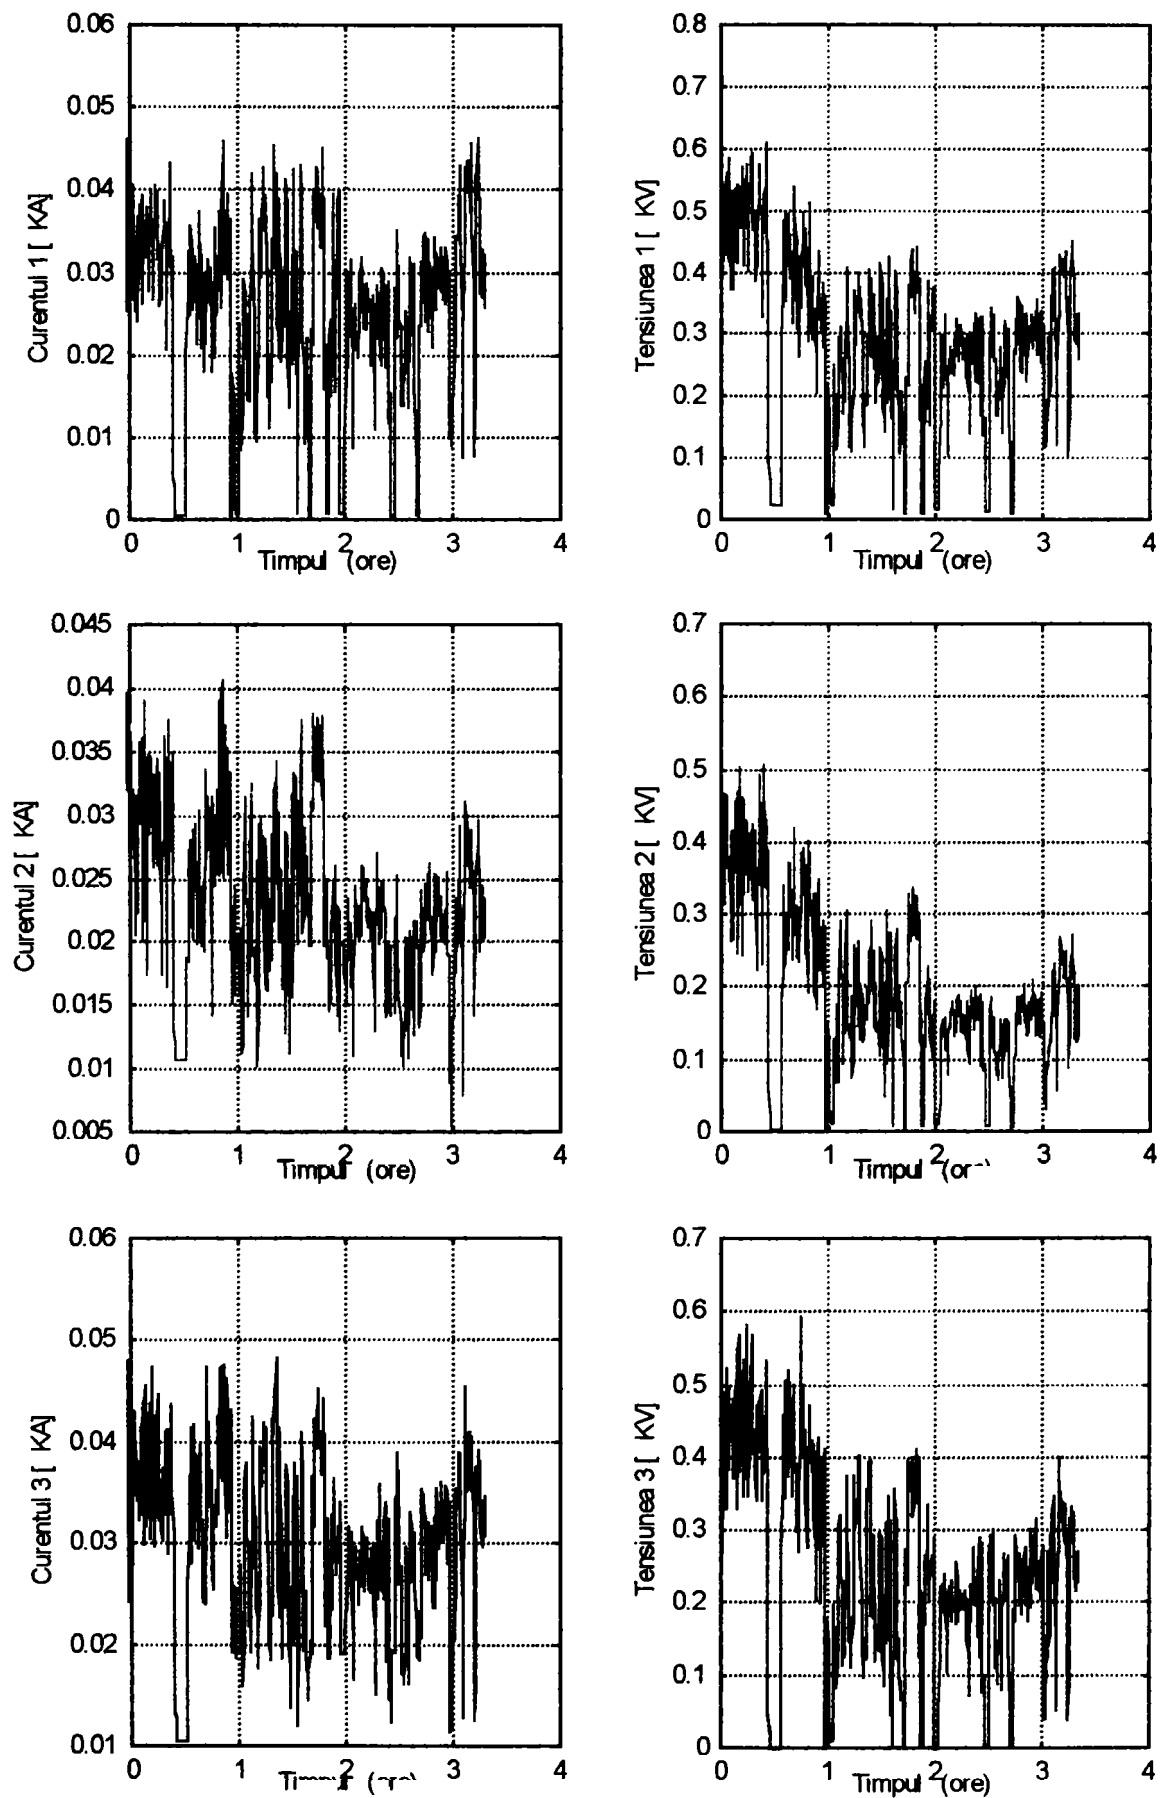 0.06
0.05
0.04
0.03
0.02
0.01
0
Curentul 1 [ KA]
0 1 2 3 4
Timpul (ore)
0.8
0.7
0.6
0.5
0.4
0.3
0.2
0.1
0
Tensiunea 1 [ KV]
0 1 2 3 4
Timpul (ore)
0.045
0.04
0.035
0.03
0.025
0.02
0.015
0.01
0.005
Curentul 2 [ KA]
0 1 2 3 4
Timpul (ore)
0.7
0.6
0.5
0.4
0.3
0.2
0.1
0
Tensiunea 2 [ KV]
0 1 2 3 4
Timpul
0.06
0.05
0.04
0.03
0.02
0.01
Curentul 3 [ KA]
0 1 2 3 4
0.7
0.6
0.5
0.4
0.3
0.2
0.1
0
Tensiunea 3 [ KV]
0 1 2 3 4
Timpul (ore)